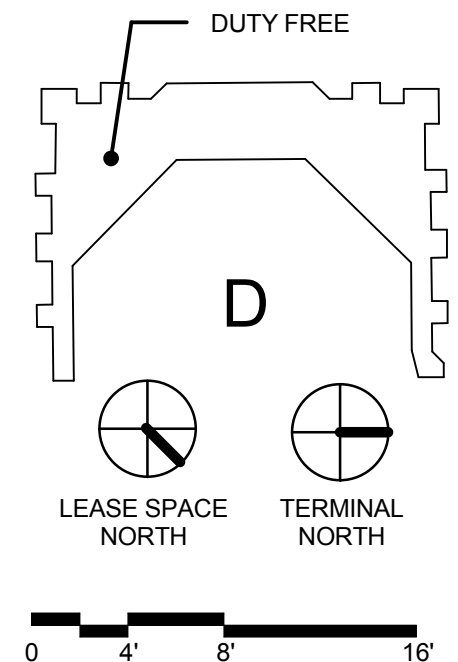 DUTY FREE
D
LEASE SPACE
NORTH
TERMINAL
NORTH
0 4' 8' 16'